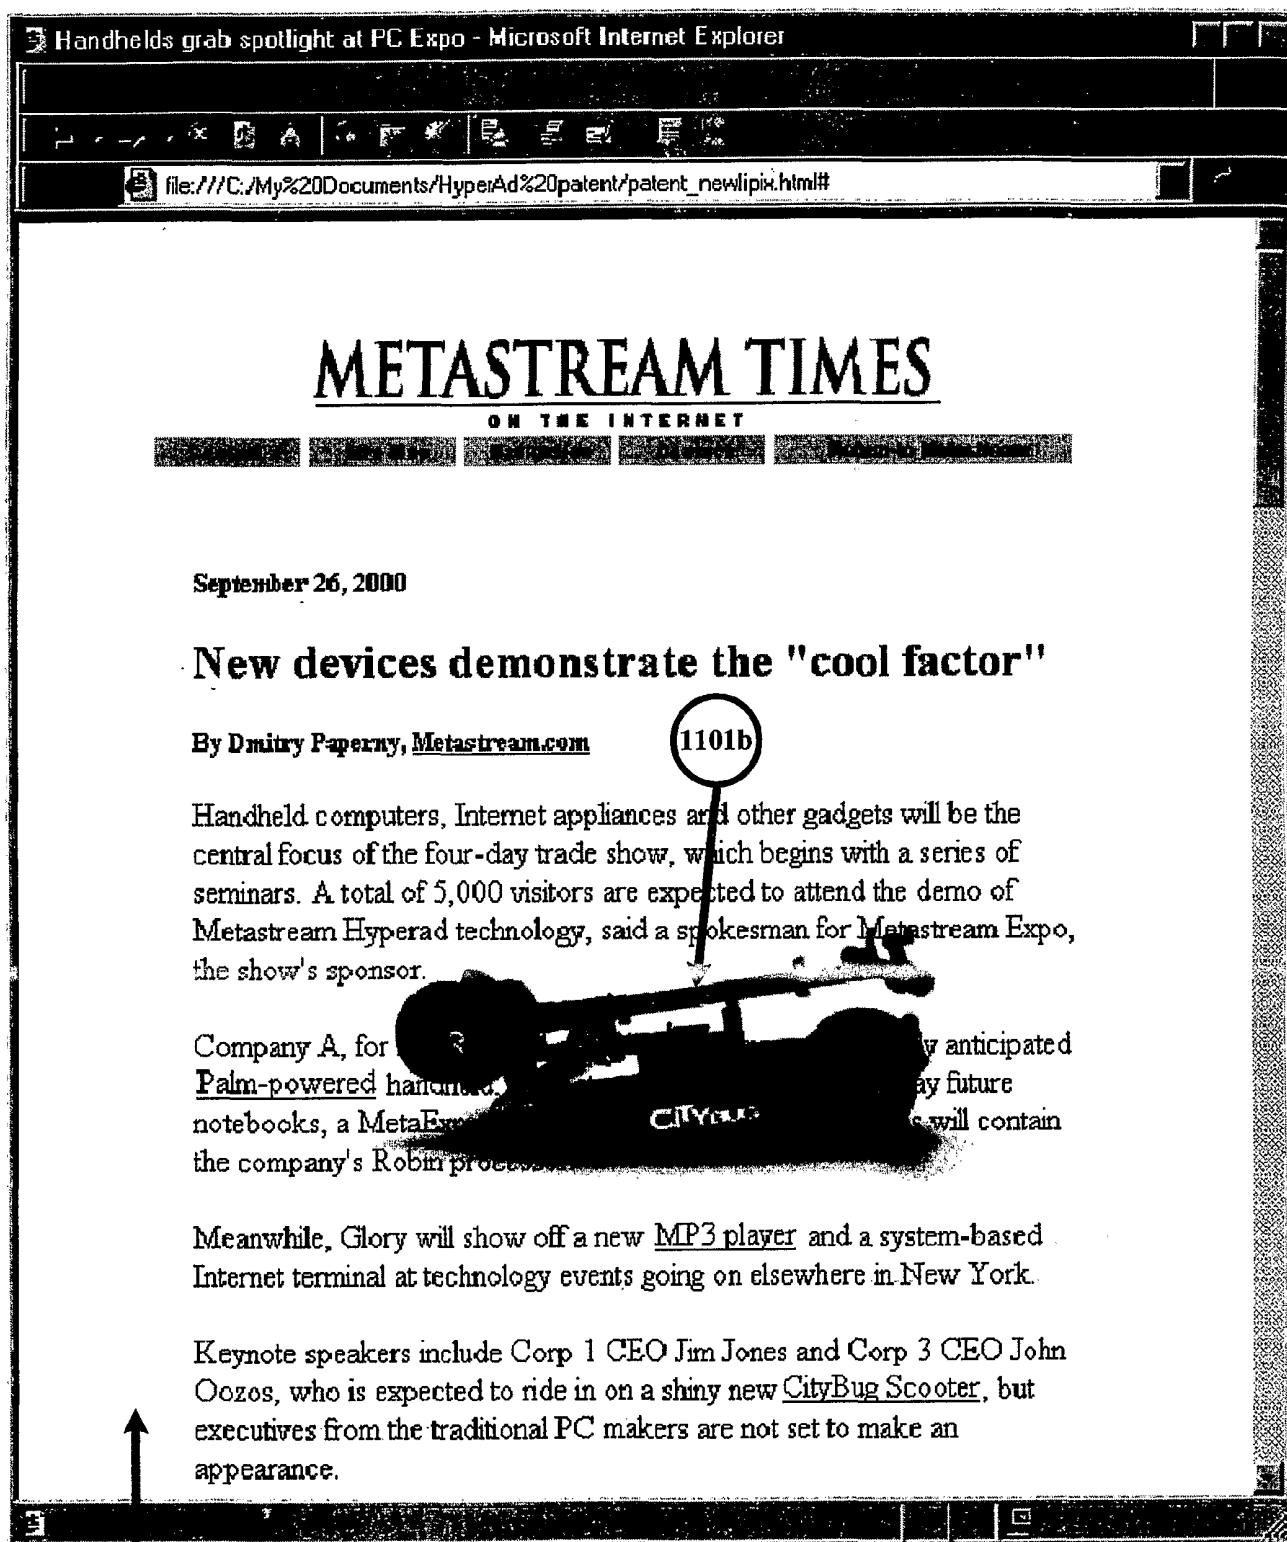 Handhelds grab spotlight at PC Expo - Microsoft Internet Explorer
file:///C:/My%20Documents/HyperAd%20patent/patent_newlipix.html#
METASTREAM TIMES
ON THE INTERNET
September 26, 2000
New devices demonstrate the "cool factor"
By Dmitry Paperny, Metastream.com
1101b
Handheld computers, Internet appliances and other gadgets will be the
central focus of the four-day trade show, which begins with a series of
seminars. A total of 5,000 visitors are expected to attend the demo of
Metastream Hyperad technology, said a spokesman for Metastream Expo,
the show's sponsor.
Company A, for anticipated
Palm-powered future
notebooks, a will contain
the company's Robin
CITYBUG
Meanwhile, Glory will show off a new MP3 player and a system-based
Internet terminal at technology events going on elsewhere in New York.
Keynote speakers include Corp 1 CEO Jim Jones and Corp 3 CEO John
Oozos, who is expected to ride in on a shiny new CityBug Scooter, but
executives from the traditional PC makers are not set to make an
appearance.